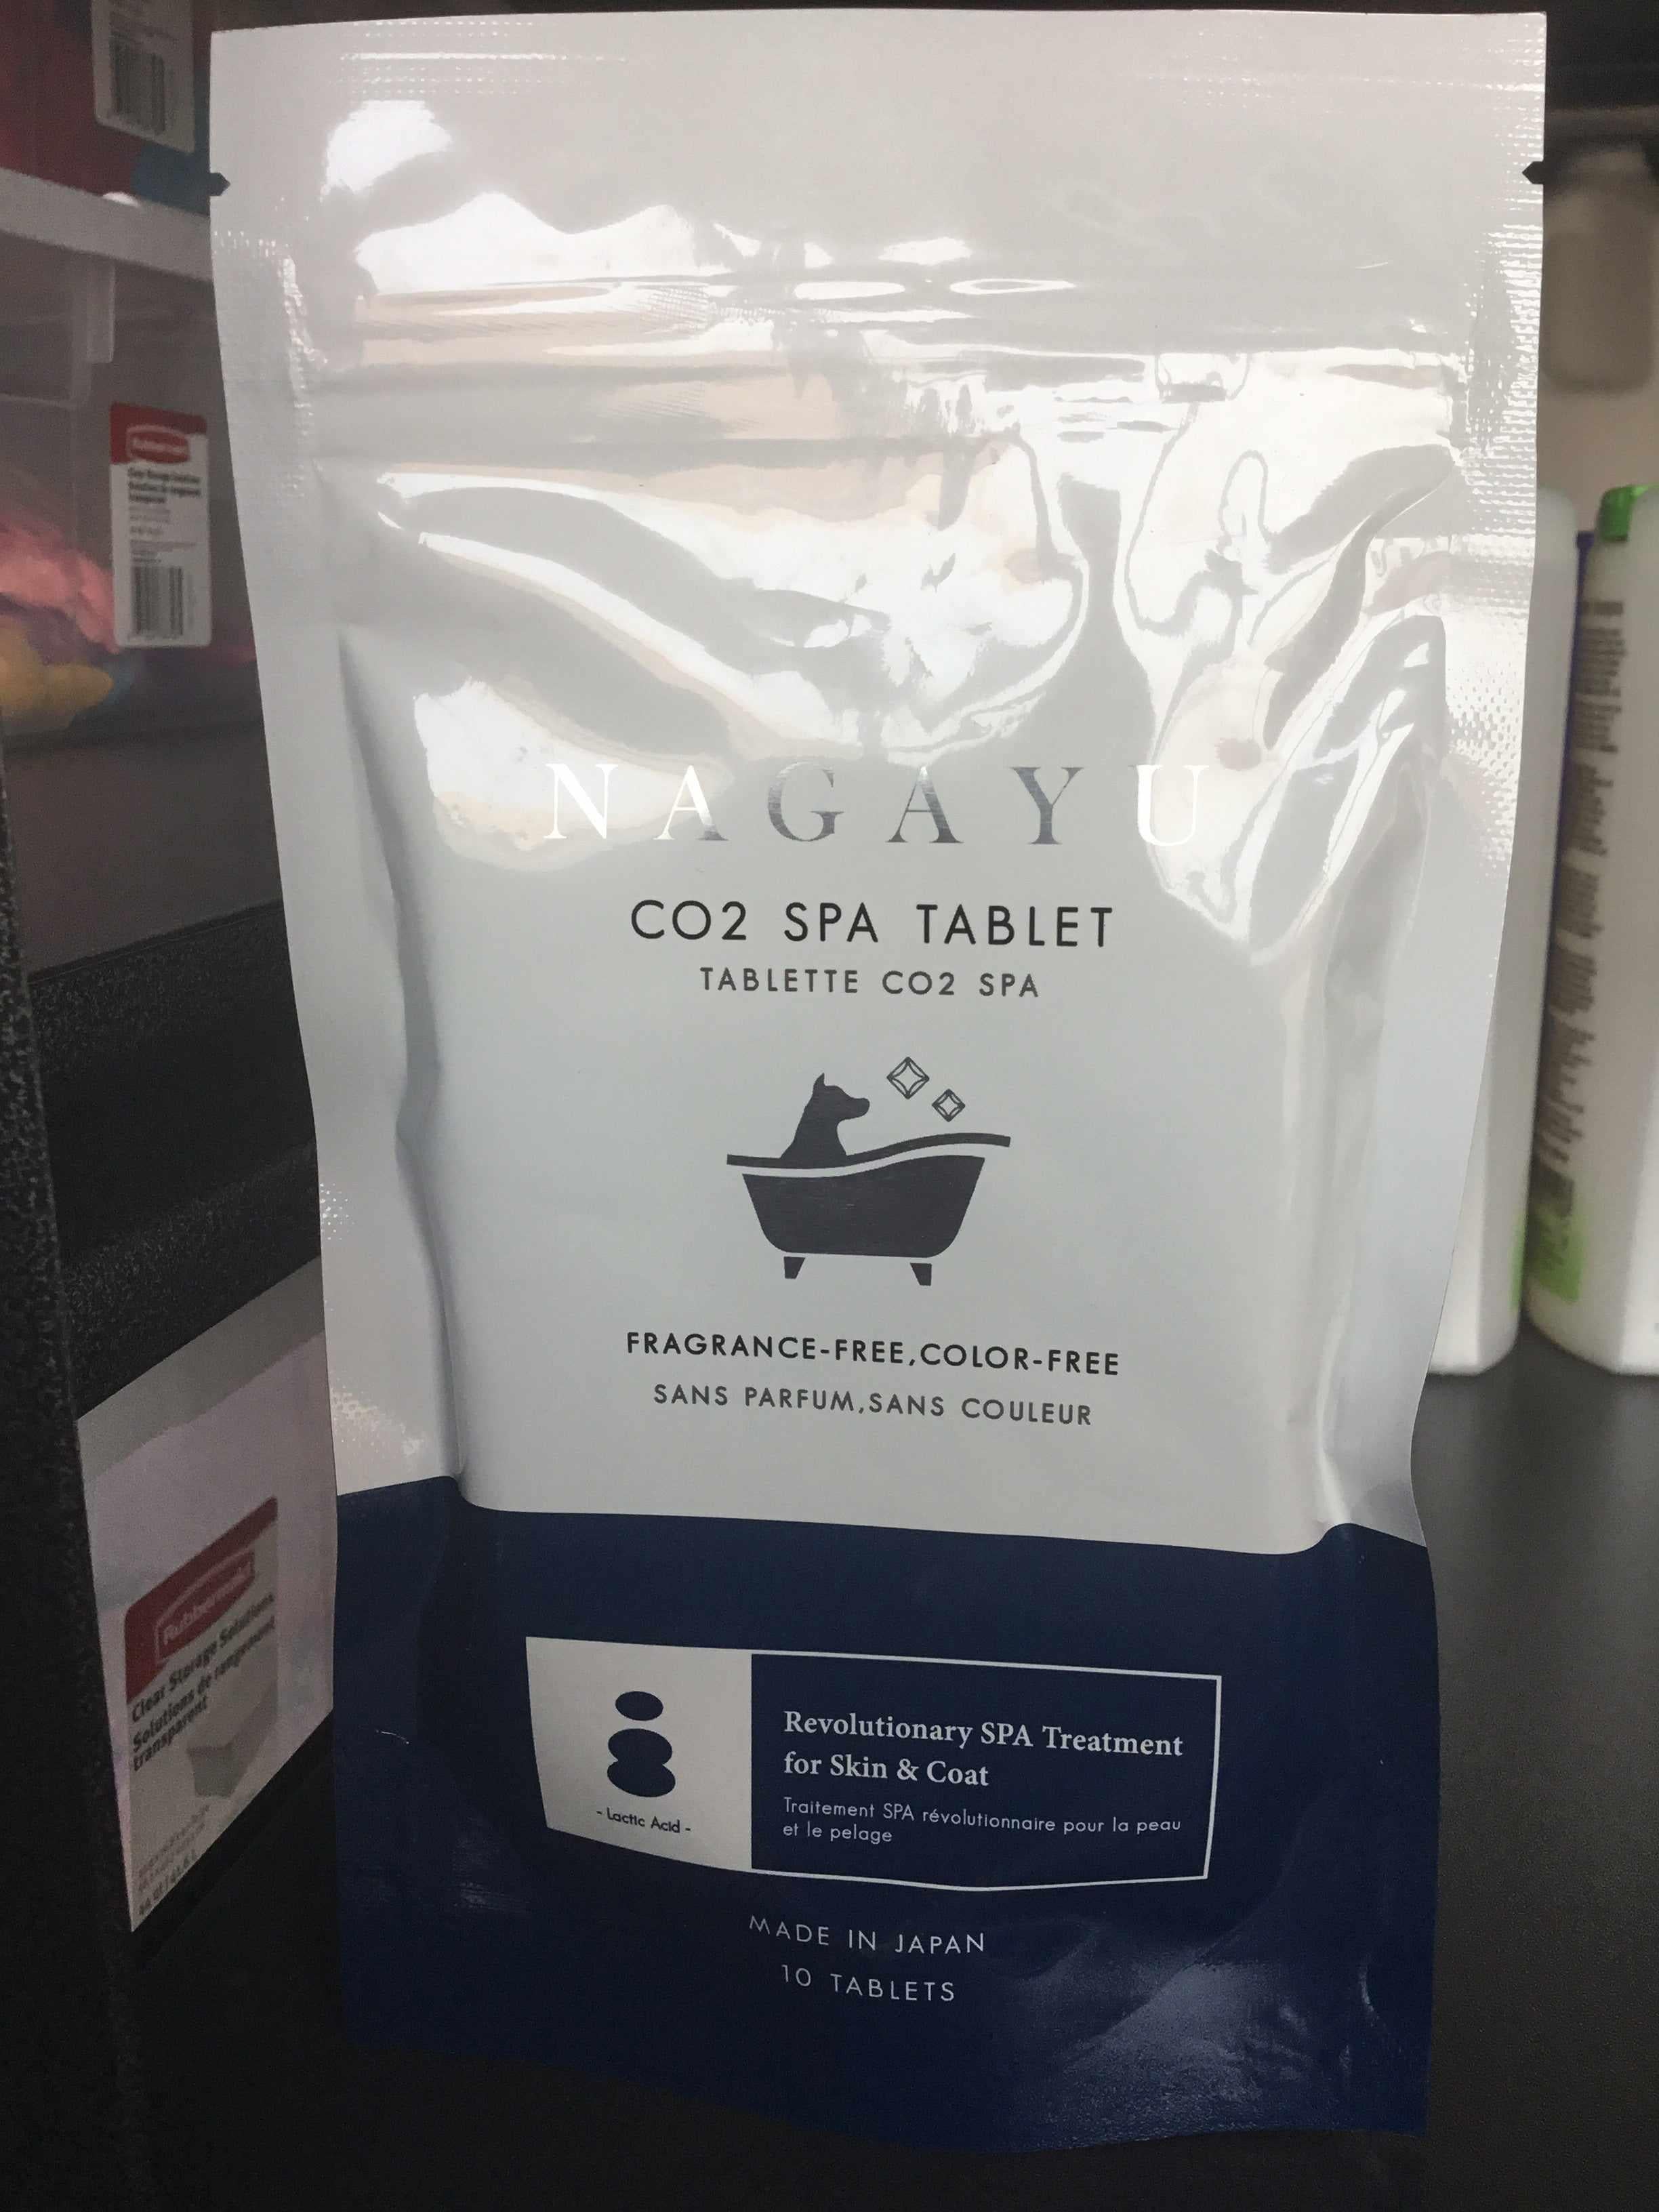 NAGAYU
CO2 SPA TABLET
TABLETTE CO2 SPA
FRAGRANCE-FREE,COLOR-FREE
SANS PARFUM,SANS COULEUR
- Lactic Acid -
Revolutionary SPA Treatment
for Skin & Coat
Traitement SPA révolutionnaire pour la peau
et le pelage
MADE IN JAPAN
10 TABLETS
Rubbermaid
Rubbermaid
Clear Storage Solutions
Solutions de rangement
transparent